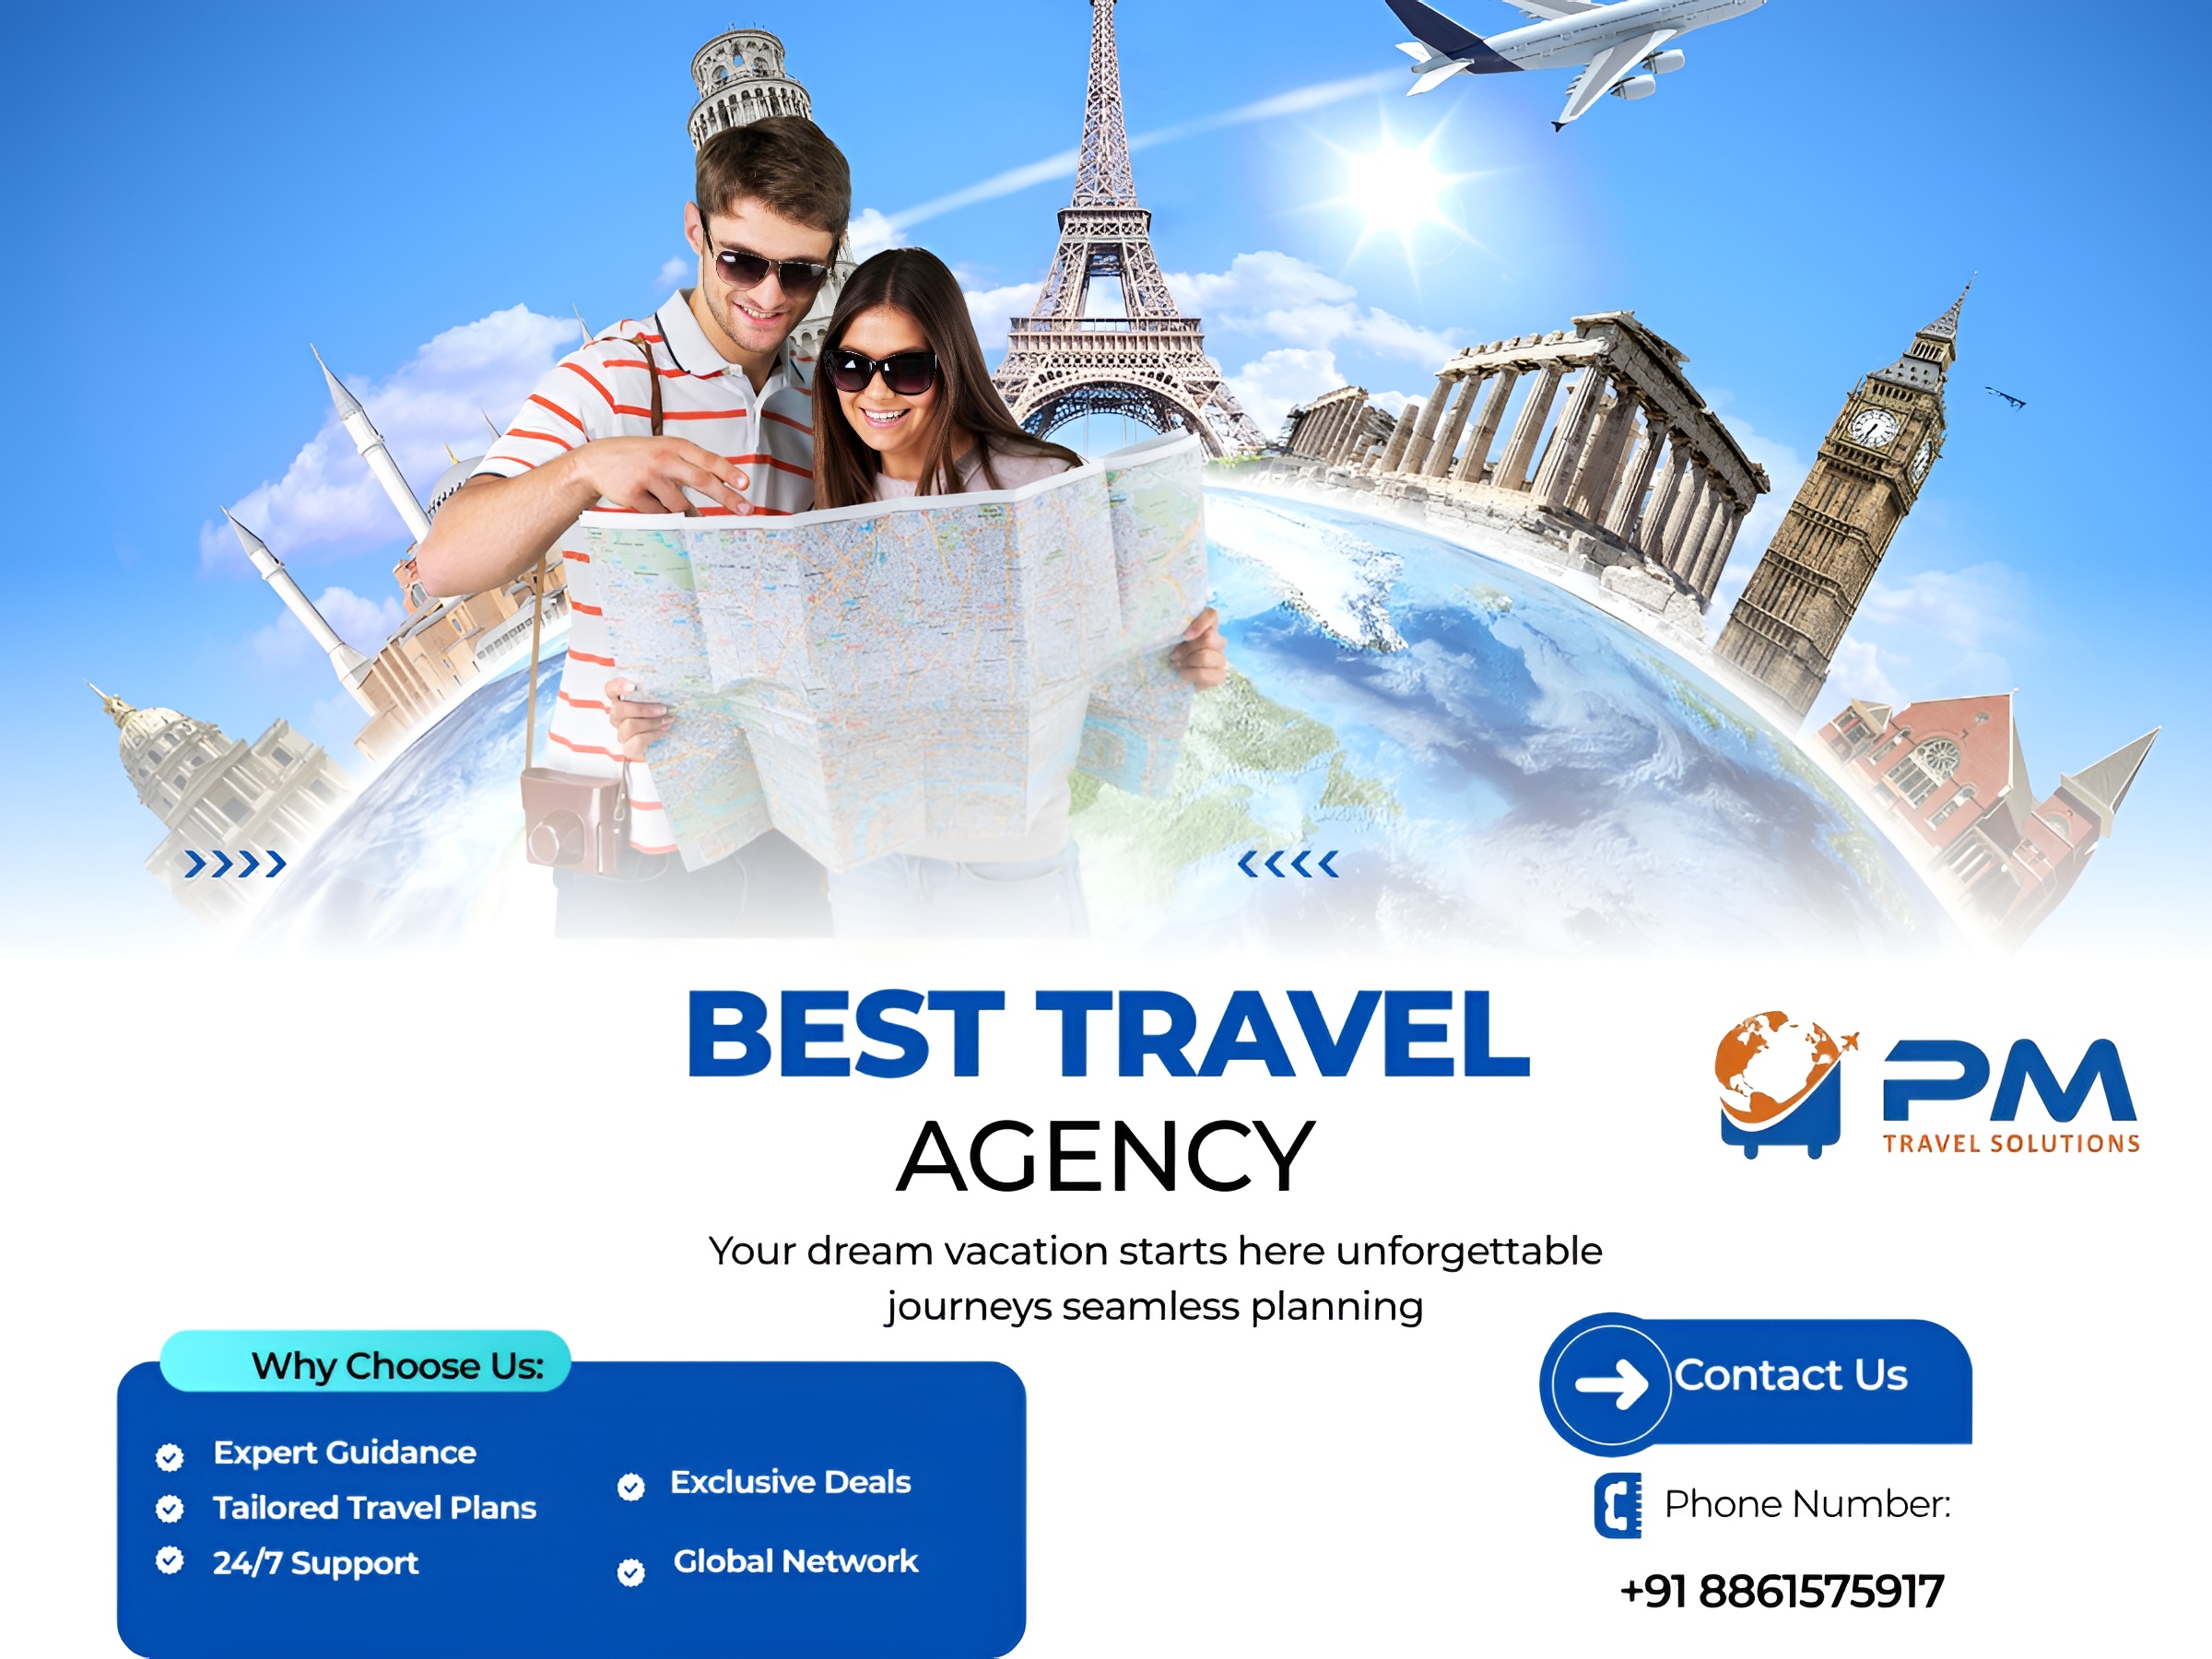 BEST TRAVEL
AGENCY
PM
TRAVEL SOLUTIONS
Your dream vacation starts here unforgettable
journeys seamless planning
Why Choose Us:
Expert Guidance
Tailored Travel Plans
24/7 Support
Exclusive Deals
Global Network
Contact Us
Phone Number:
+91 8861575917